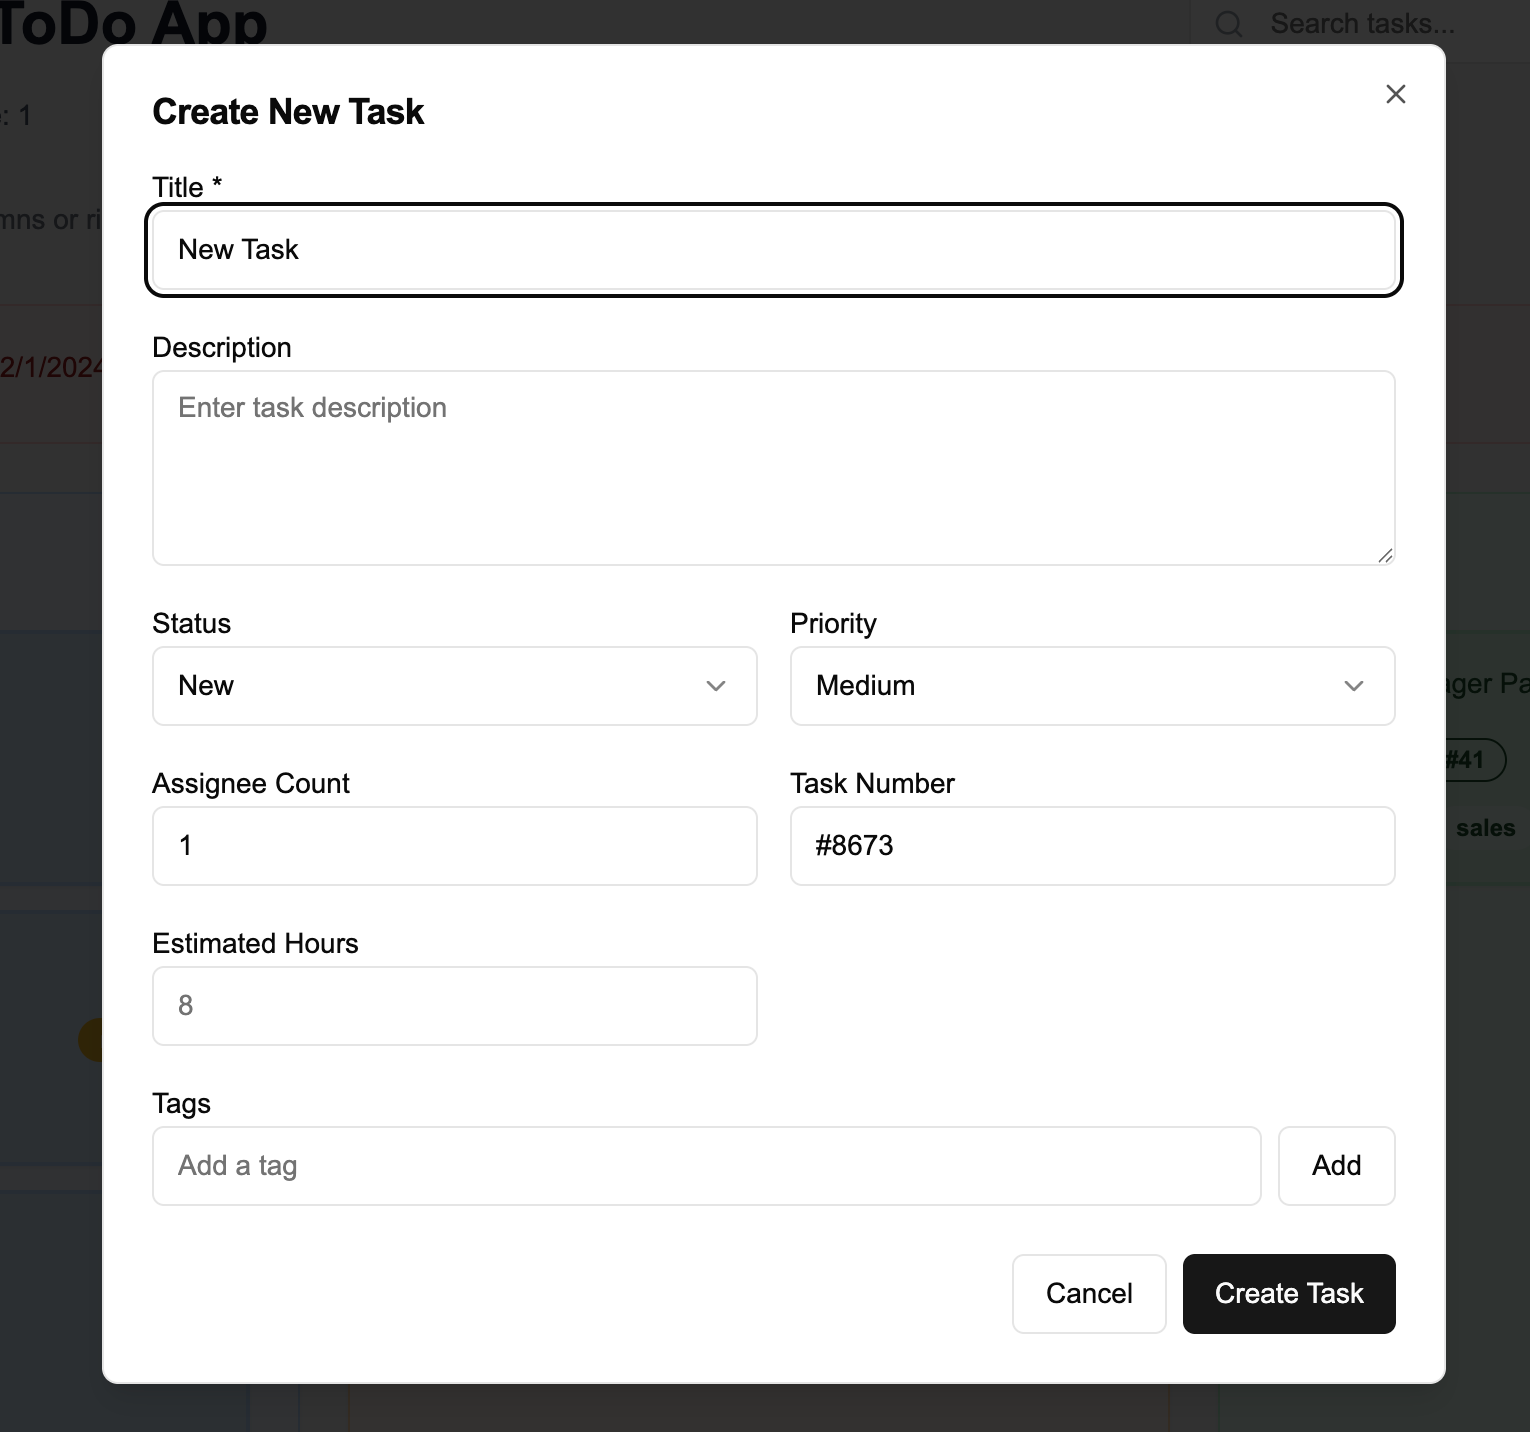 ToDo App
Search tasks...
: 1
Create New Task
Title *
New Task
mns or ri
Description
2/1/2024
Enter task description
Status
Priority
New
Medium
ager Pa
#41
Assignee Count
Task Number
1
#8673
sales
Estimated Hours
8
Tags
Add a tag
Add
Cancel
Create Task